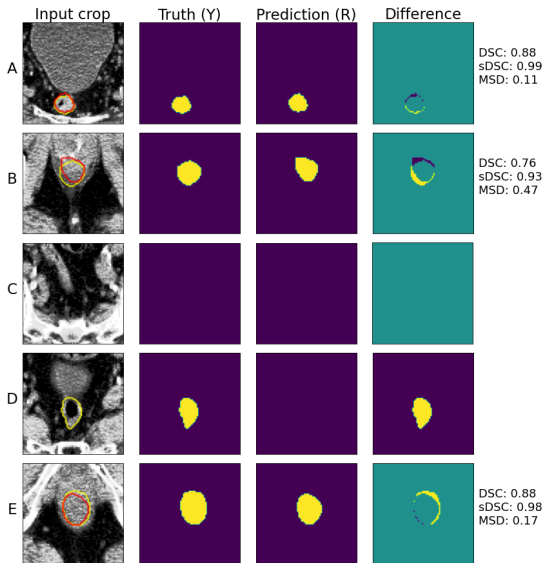 Input crop Truth (Y) Prediction (R) Difference
A
DSC: 0.88
sDSC: 0.99
MSD: 0.11
B
DSC: 0.76
sDSC: 0.93
MSD: 0.47
C
D
E
DSC: 0.88
sDSC: 0.98
MSD: 0.17